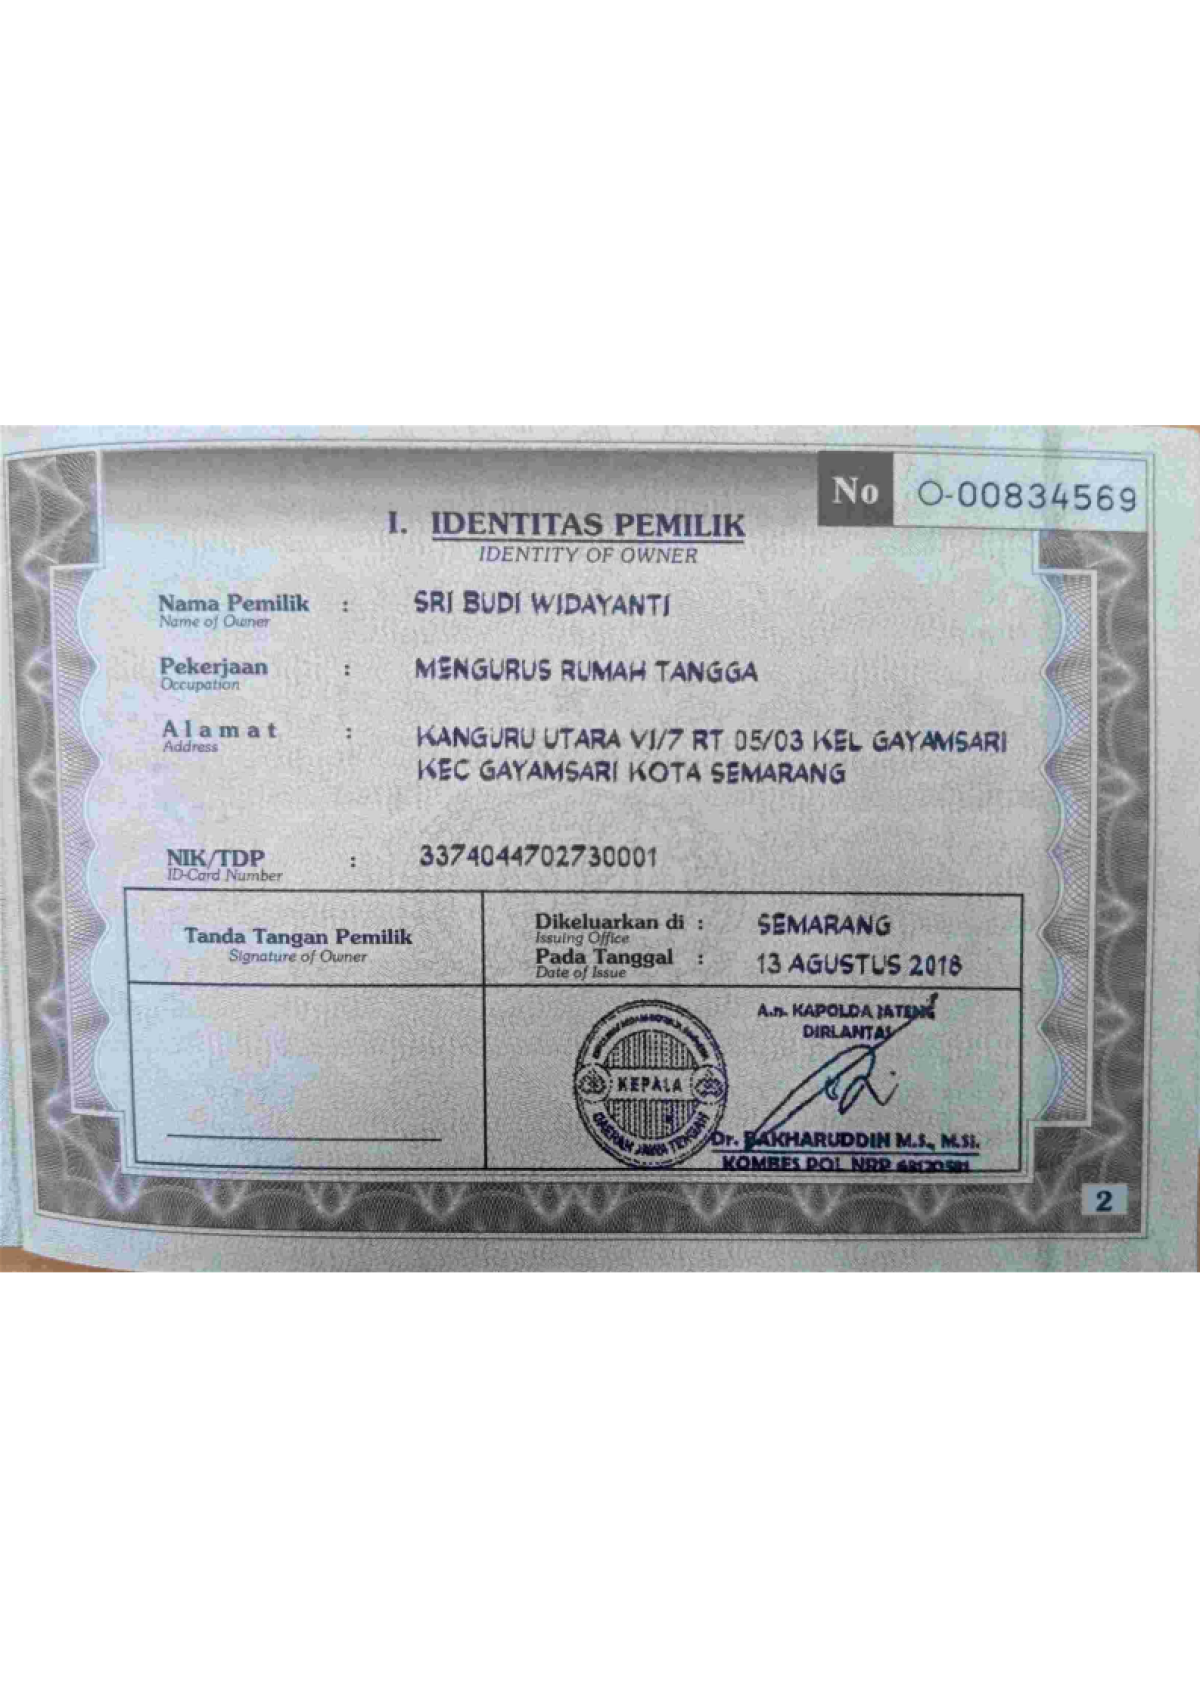 No O-00834569
I. IDENTITAS PEMILIK
IDENTITY OF OWNER
Nama Pemilik : SRI BUDI WIDAYANTI
Name of Owner
Pekerjaan : MENGURUS RUMAH TANGGA
Occupation
Alamat : KANGURU UTARA VI/7 RT 05/03 KEL GAYAMSARI
Address
KEC GAYAMSARI KOTA SEMARANG
NIK/TDP : 3374044702730001
ID-Card Number
Tanda Tangan Pemilik
Signature of Owner
Dikeluarkan di : SEMARANG
Issuing Office
Pada Tanggal : 13 AGUSTUS 2018
Date of Issue
A.n. KAPOLDA JATENG
DIRLANTAS
KEPALA
DAERAH JAWA TENGAH
Dr. BAKHARUDDIN M.S., M.Si.
KOMBES POL NRP
2